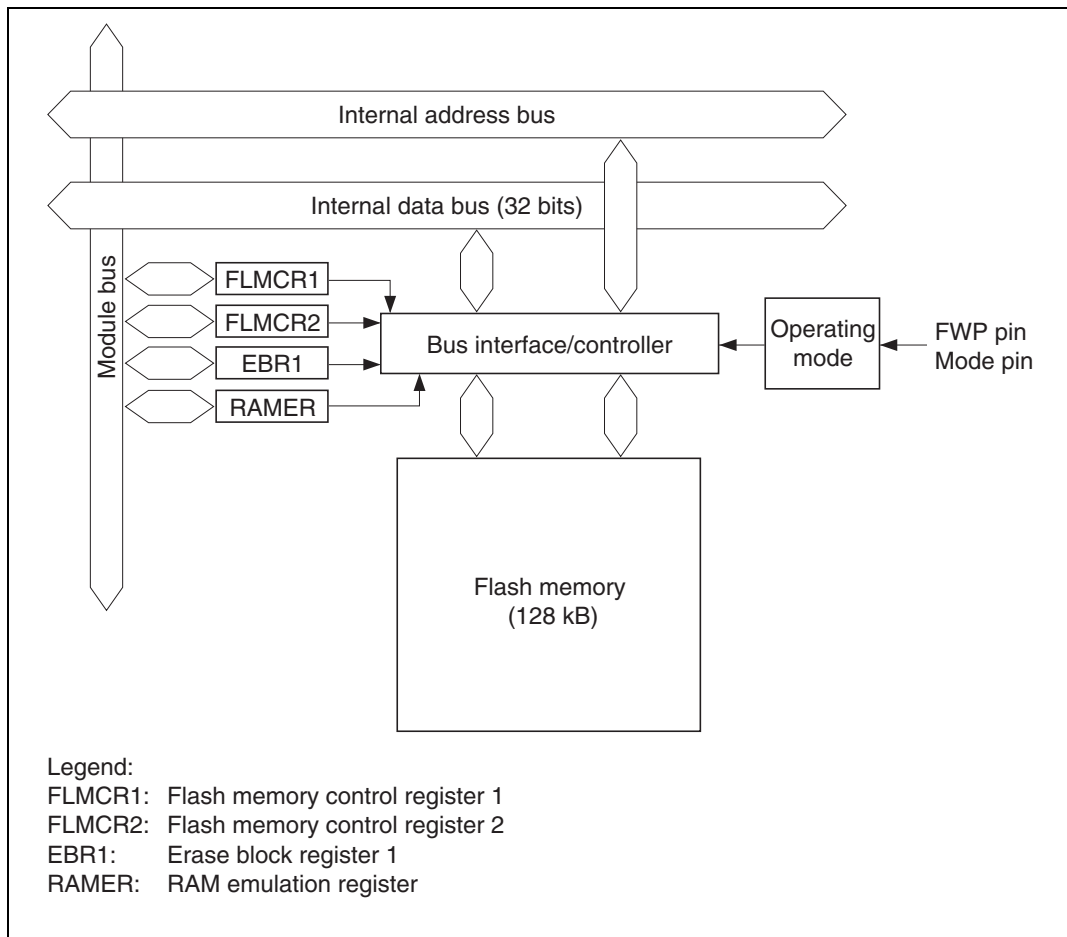 Internal address bus
Internal data bus (32 bits)
Module bus
FLMCR1
FLMCR2
EBR1
RAMER
Bus interface/controller
Operating
mode
FWP pin
Mode pin
Flash memory
(128 kB)
Legend:
FLMCR1: Flash memory control register 1
FLMCR2: Flash memory control register 2
EBR1: Erase block register 1
RAMER: RAM emulation register